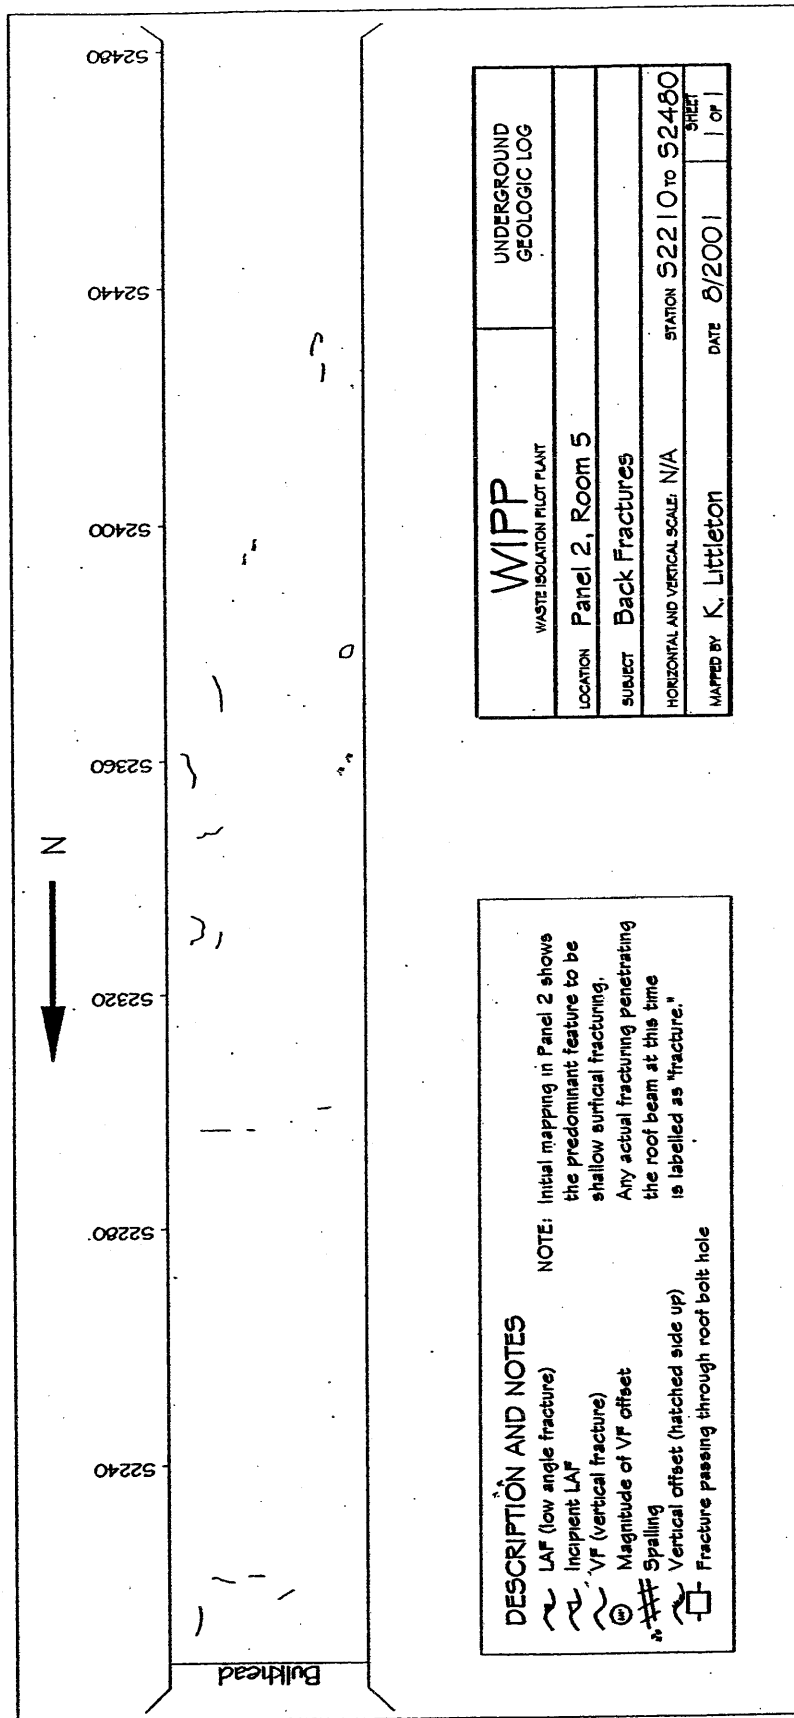 S2480
S2440
S2400
S2360
S2320
S2280
S2240
N
Bulkhead
WIPP
WASTE ISOLATION PILOT PLANT
UNDERGROUND
GEOLOGIC LOG
LOCATION Panel 2, Room 5
SUBJECT Back Fractures
HORIZONTAL AND VERTICAL SCALE: N/A
STATION S2210 TO S2480
MAPPED BY K. Littleton
DATE 8/2001
SHEET
1 OF 1
DESCRIPTION AND NOTES
LAF (low angle fracture)
Incipient LAF
VF (vertical fracture)
Magnitude of VF offset
Spalling
Vertical offset (hatched side up)
Fracture passing through roof bolt hole
NOTE: Initial mapping in Panel 2 shows
the predominant feature to be
shallow surficial fracturing.
Any actual fracturing penetrating
the roof beam at this time
is labelled as "fracture."